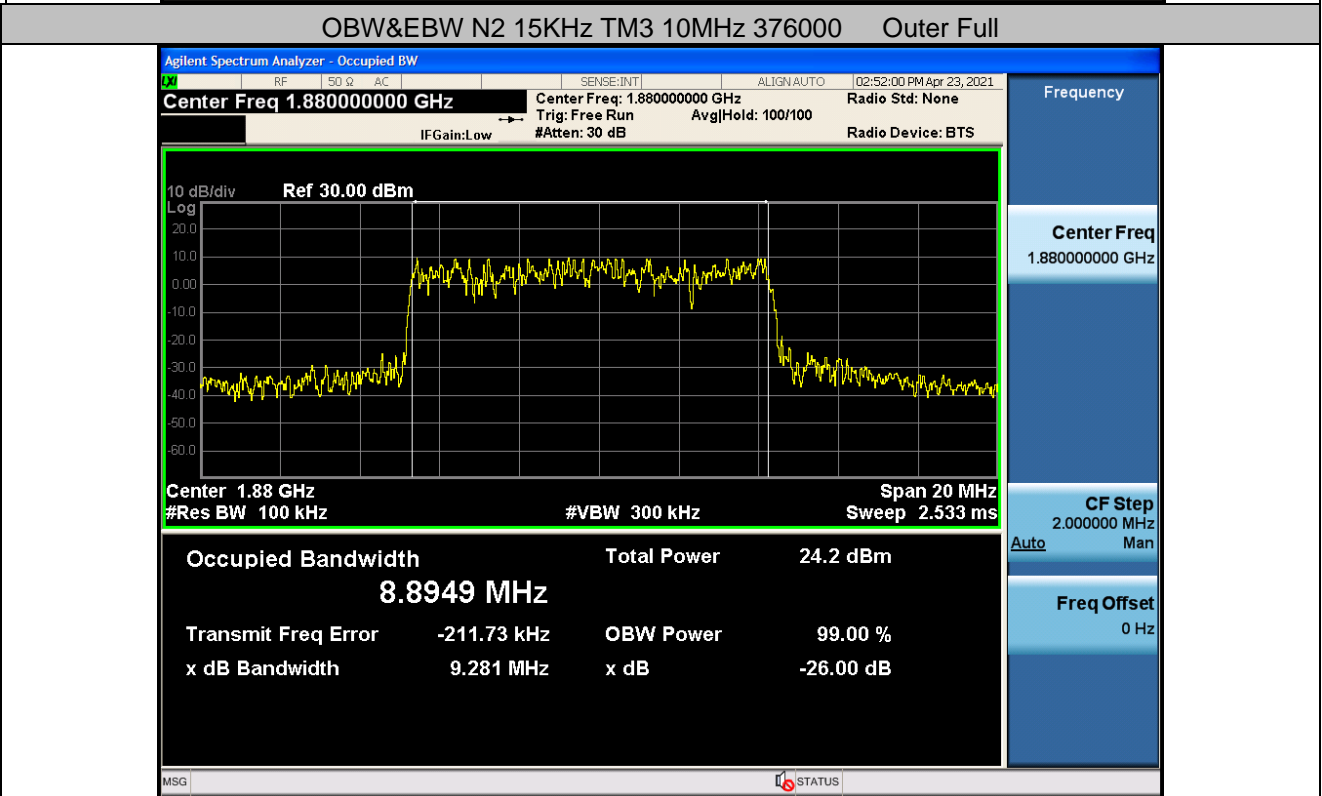 OBW&EBW N2 15KHz TM3 10MHz 376000 Outer Full
Agilent Spectrum Analyzer - Occupied BW
LXI RF 50 Ω AC SENSE:INT ALIGN AUTO 02:52:00 PM Apr 23, 2021
Center Freq 1.880000000 GHz
Center Freq: 1.880000000 GHz
Radio Std: None
Trig: Free Run Avg|Hold: 100/100
IFGain:Low
#Atten: 30 dB
Radio Device: BTS
Frequency
10 dB/div Ref 30.00 dBm
Log
20.0
10.0
0.00
-10.0
-20.0
-30.0
-40.0
-50.0
-60.0
Center 1.88 GHz Span 20 MHz
#Res BW 100 kHz #VBW 300 kHz Sweep 2.533 ms
Center Freq
1.880000000 GHz
CF Step
2.000000 MHz
Auto Man
Freq Offset
0 Hz
Occupied Bandwidth Total Power 24.2 dBm
8.8949 MHz
Transmit Freq Error -211.73 kHz OBW Power 99.00 %
x dB Bandwidth 9.281 MHz x dB -26.00 dB
MSG STATUS